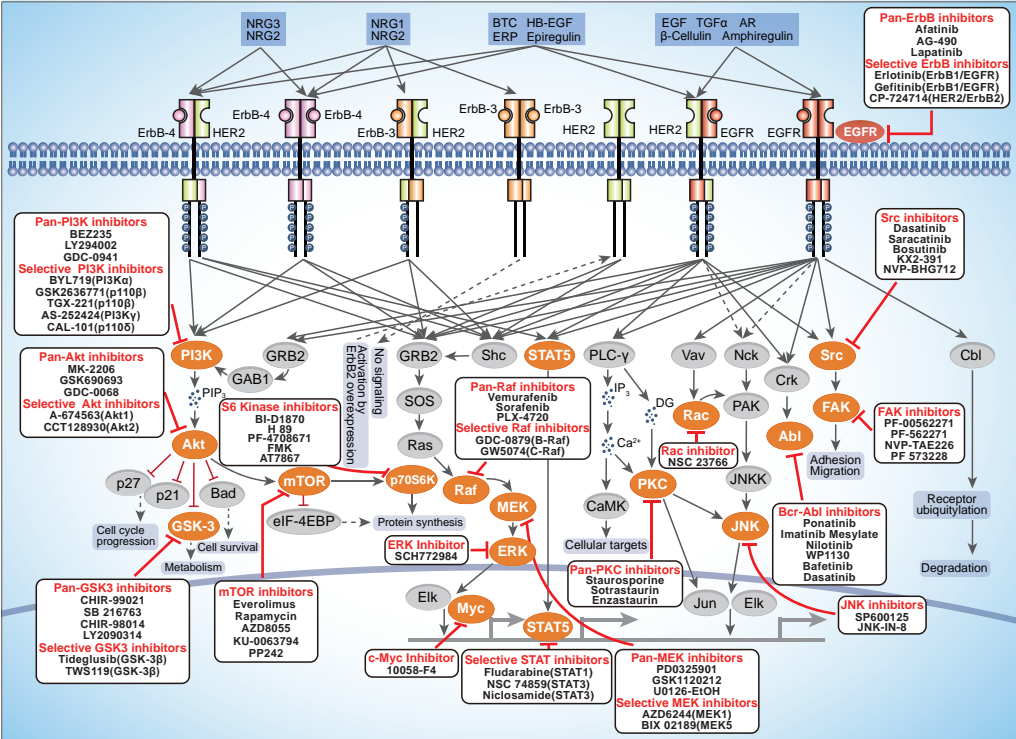 NRG3
NRG2
NRG1
NRG2
BTC HB-EGF
ERP Epiregulin
EGF TGFα AR
β-Cellulin Amphiregulin
Pan-ErbB inhibitors
Afatinib
AG-490
Lapatinib
Selective ErbB inhibitors
Erlotinib(ErbB1/EGFR)
Gefitinib(ErbB1/EGFR)
CP-724714(HER2/ErbB2)
ErbB-4
HER2
ErbB-4
ErbB-4
ErbB-3
HER2
ErbB-3
ErbB-3
HER2
HER2
EGFR
EGFR
EGFR
Pan-PI3K inhibitors
BEZ235
LY294002
GDC-0941
Selective PI3K inhibitors
BYL719(PI3Kα)
GSK2636771(p110β)
TGX-221(p110β)
AS-252424(PI3Kγ)
CAL-101(p110δ)
Src inhibitors
Dasatinib
Saracatinib
Bosutinib
KX2-391
NVP-BHG712
PI3K
GRB2
GAB1
Activation by
ErbB2 overexpression
No signaling
GRB2
Shc
STAT5
PLC-γ
Vav
Nck
Crk
Src
Cbl
Pan-Akt inhibitors
MK-2206
GSK690693
GDC-0068
Selective Akt inhibitors
A-674563(Akt1)
CCT128930(Akt2)
PIP3
S6 Kinase inhibitors
BI-D1870
H 89
PF-4708671
FMK
AT7867
SOS
Ras
Pan-Raf inhibitors
Vemurafenib
Sorafenib
PLX-4720
Selective Raf inhibitors
GDC-0879(B-Raf)
GW5074(C-Raf)
IP3
DG
Ca2+
Rac
PAK
Rac inhibitor
NSC 23766
Abl
FAK
FAK inhibitors
PF-00562271
PF-562271
NVP-TAE226
PF 573228
Adhesion
Migration
Akt
p27
p21
Bad
GSK-3
mTOR
p70S6K
Raf
MEK
eIF-4EBP
Protein synthesis
Cell cycle
progression
Cell survival
Metabolism
CaMK
PKC
JNKK
JNK
Cellular targets
Receptor
ubiquitylation
Degradation
Bcr-Abl inhibitors
Ponatinib
Imatinib Mesylate
Nilotinib
WP1130
Bafetinib
Dasatinib
ERK Inhibitor
SCH772984
ERK
Pan-PKC inhibitors
Staurosporine
Sotrastaurin
Enzastaurin
Pan-GSK3 inhibitors
CHIR-99021
SB 216763
CHIR-98014
LY2090314
Selective GSK3 inhibitors
Tideglusib(GSK-3β)
TWS119(GSK-3β)
mTOR inhibitors
Everolimus
Rapamycin
AZD8055
KU-0063794
PP242
Elk
Myc
STAT5
Jun
Elk
JNK inhibitors
SP600125
JNK-IN-8
c-Myc Inhibitor
10058-F4
Selective STAT inhibitors
Fludarabine(STAT1)
NSC 74859(STAT3)
Niclosamide(STAT3)
Pan-MEK inhibitors
PD0325901
GSK1120212
U0126-EtOH
Selective MEK inhibitors
AZD6244(MEK1)
BIX 02189(MEK5